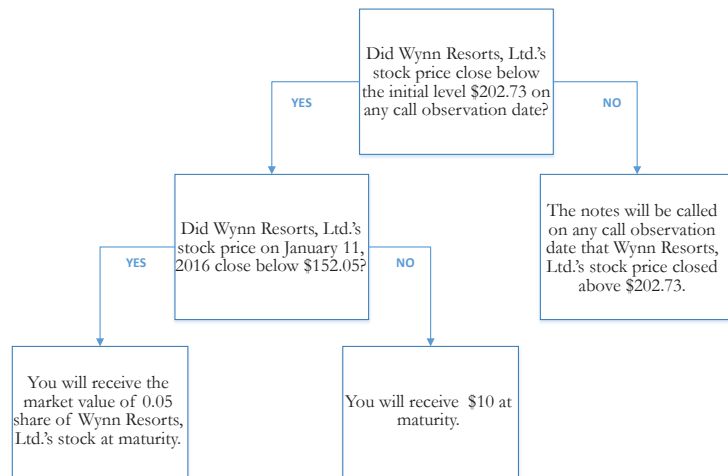 Did Wynn Resorts, Ltd.'s
stock price close below
the initial level $202.73 on
any call observation date?
YES
NO
Did Wynn Resorts, Ltd.'s
stock price on January 11,
2016 close below $152.05?
The notes will be called
on any call observation
date that Wynn Resorts,
Ltd.'s stock price closed
above $202.73.
YES
NO
You will receive the
market value of 0.05
share of Wynn Resorts,
Ltd.'s stock at maturity.
You will receive $10 at
maturity.